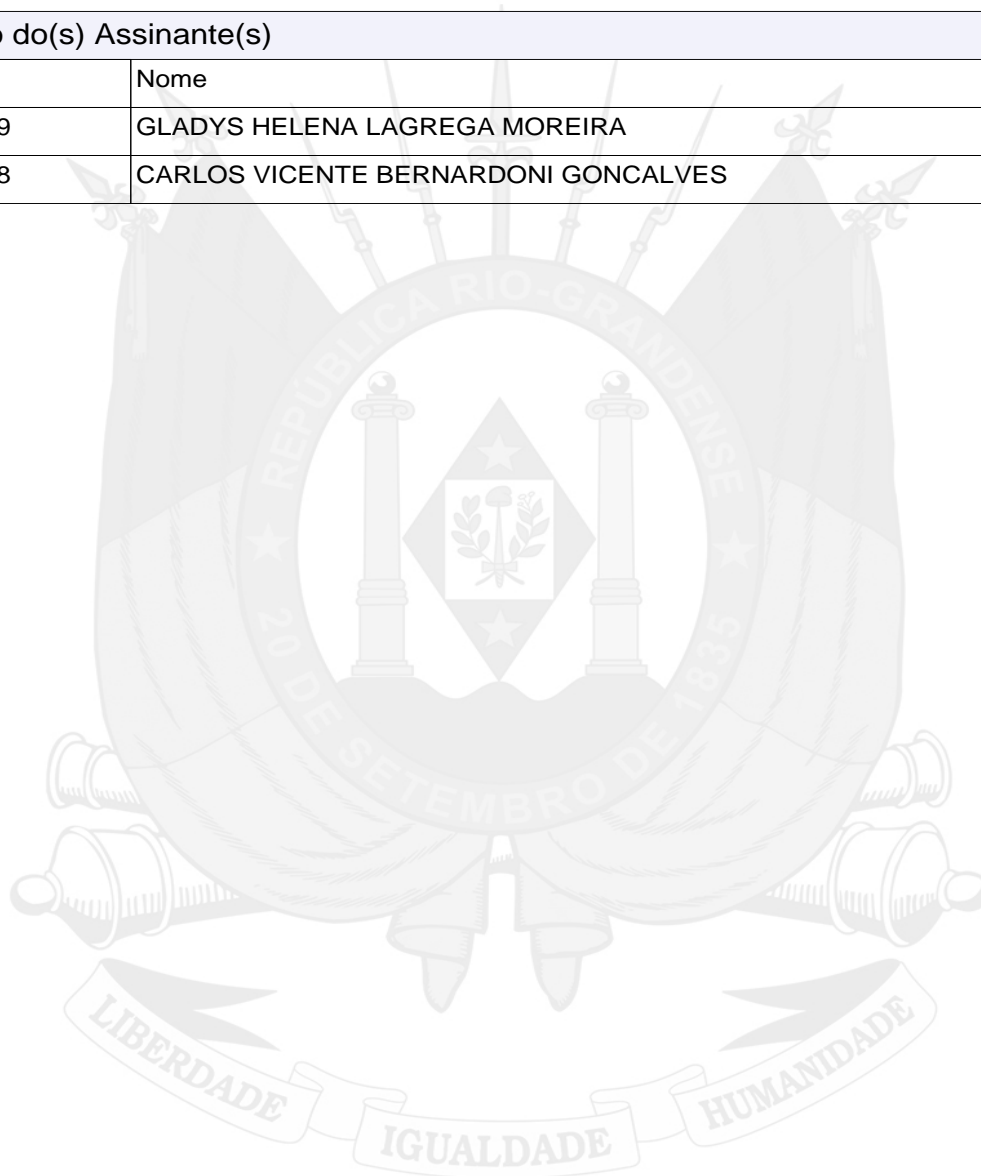 o do(s) Assinante(s)
Nome
9 GLADYS HELENA LAGREGA MOREIRA
8 CARLOS VICENTE BERNARDONI GONCALVES
REPÚBLICA RIO-GRANDENSE
★ 20 DE SETEMBRO DE 1835 ★
LIBERDADE IGUALDADE HUMANIDADE